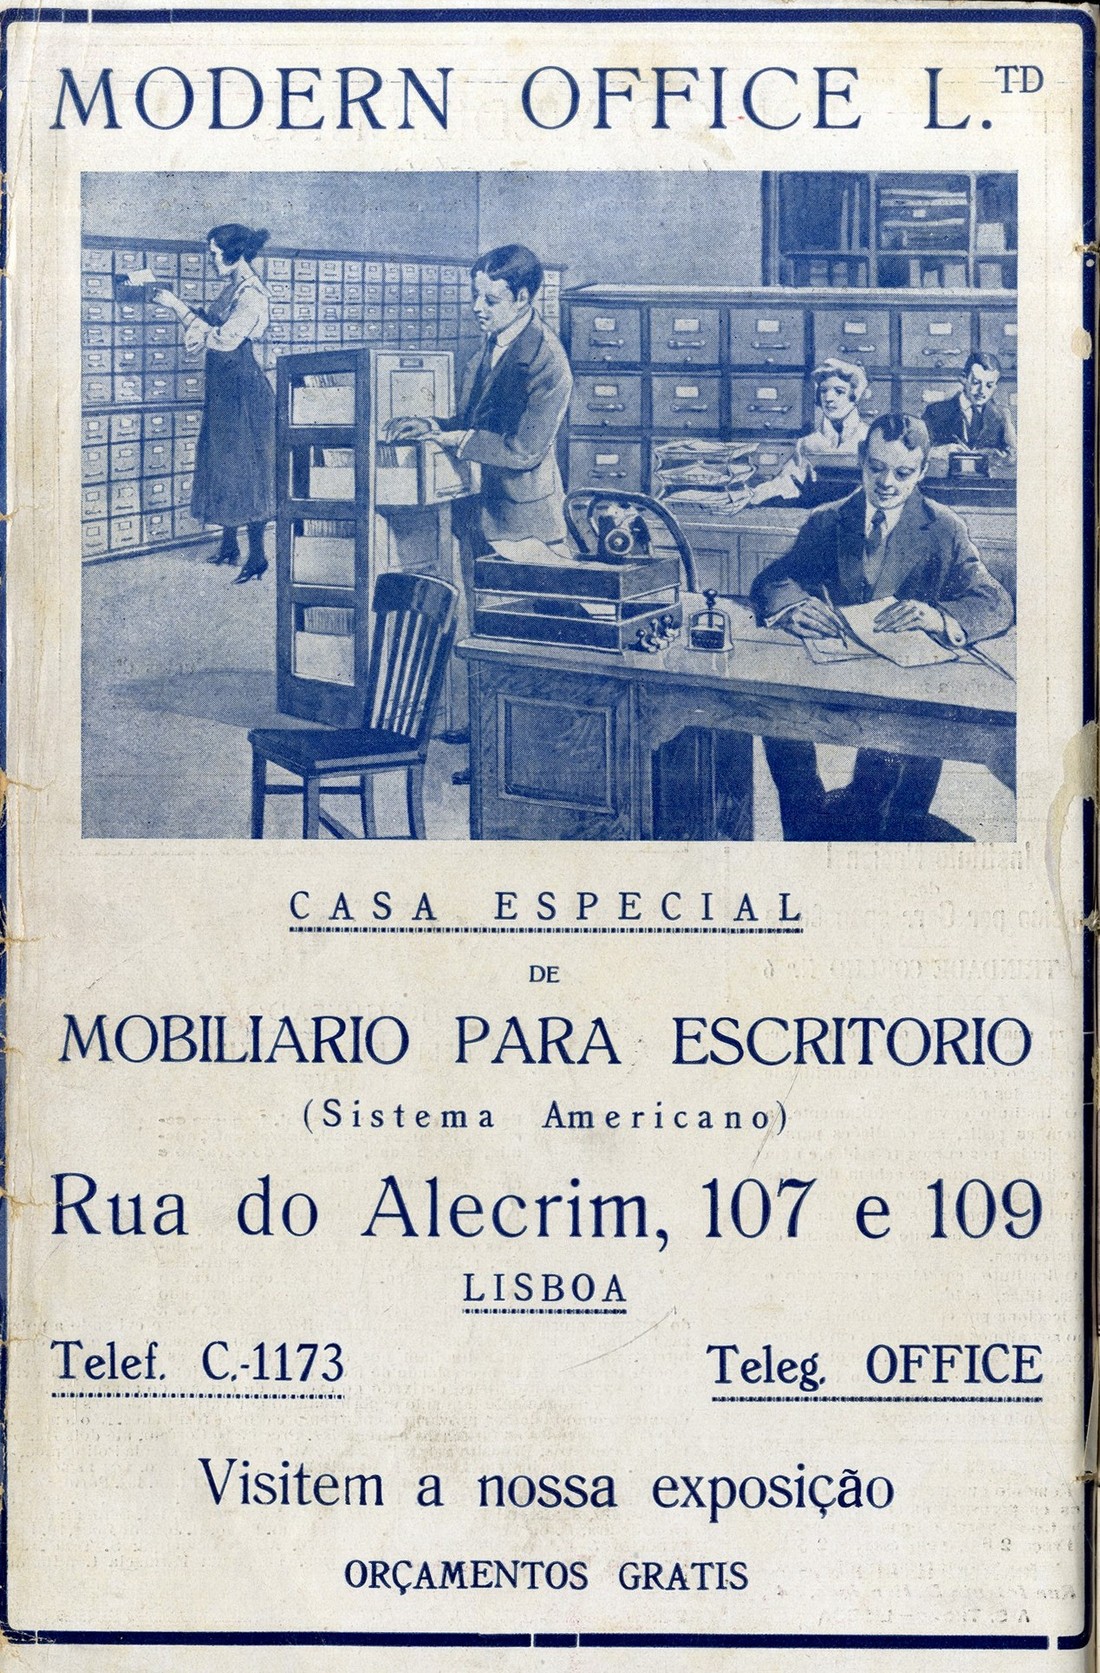 MODERN OFFICE L.TD
CASA ESPECIAL
DE
MOBILIARIO PARA ESCRITORIO
(Sistema Americano)
Rua do Alecrim, 107 e 109
LISBOA
Telef. C.-1173 Teleg. OFFICE
Visitem a nossa exposição
ORÇAMENTOS GRATIS